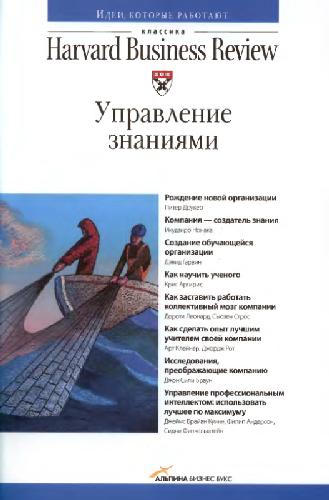 ИДЕИ, КОТОРЫЕ РАБОТАЮТ
классика
Harvard Business Review
Управление
знаниями
Рождение новой организации
Питер Друкер
Компания — создатель знания
Икуджиро Нонака
Создание обучающейся
организации
Дэвид Гарвин
Как научить ученого
Крис Арджирис
Как заставить работать
коллективный мозг компании
Дороти Леонард, Сьюзен Строс
Как сделать опыт лучшим
учителем своей компании
Арт Клейнер, Джордж Рот
Исследования,
преображающие компанию
Джон Сили Браун
Управление профессиональным
интеллектом: использовать
лучшее по максимуму
Джеймс Брайан Куинн, Филип Андерсон,
Сидни Финкельштейн
АЛЬПИНА БИЗНЕС БУКС